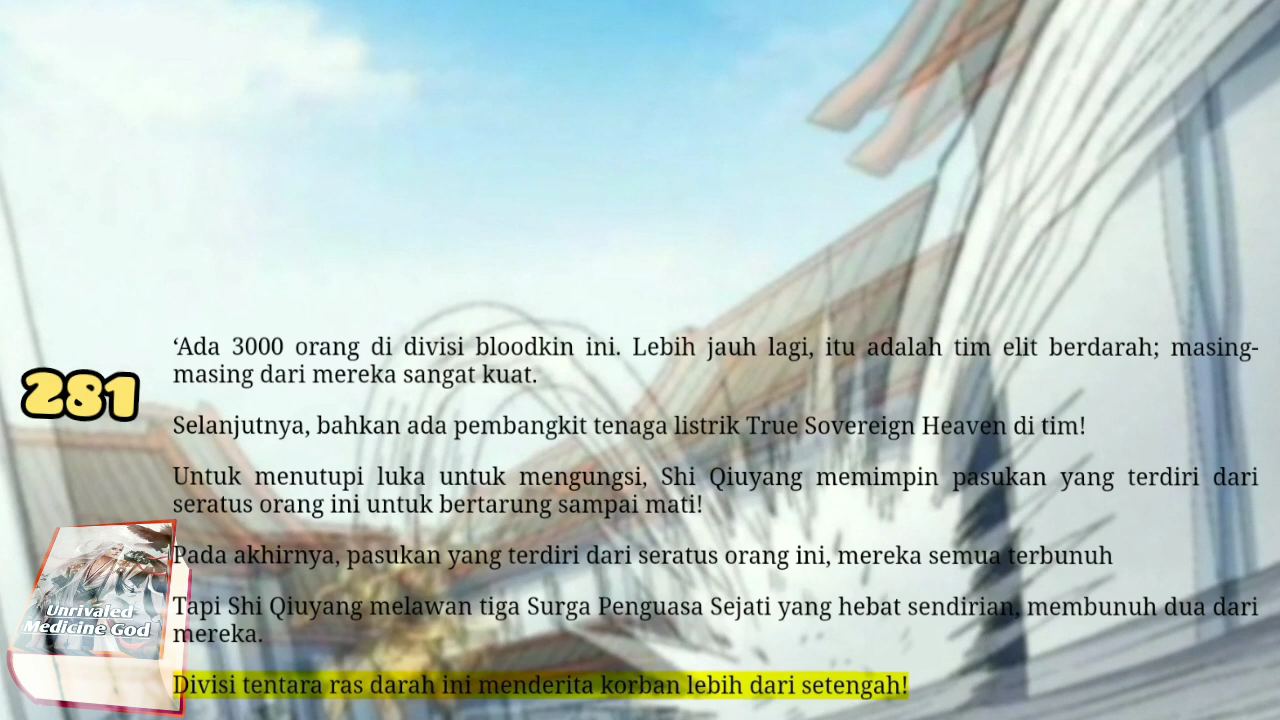 ‘Ada 3000 orang di divisi bloodkin ini. Lebih jauh lagi, itu adalah tim elit berdarah; masing-
masing dari mereka sangat kuat.
281
Selanjutnya, bahkan ada pembangkit tenaga listrik True Sovereign Heaven di tim!
Untuk menutupi luka untuk mengungsi, Shi Qiuyang memimpin pasukan yang terdiri dari
seratus orang ini untuk bertarung sampai mati!
Pada akhirnya, pasukan yang terdiri dari seratus orang ini, mereka semua terbunuh
Tapi Shi Qiuyang melawan tiga Surga Penguasa Sejati yang hebat sendirian, membunuh dua dari
mereka.
Unrivaled
Medicine God
Divisi tentara ras darah ini menderita korban lebih dari setengah!